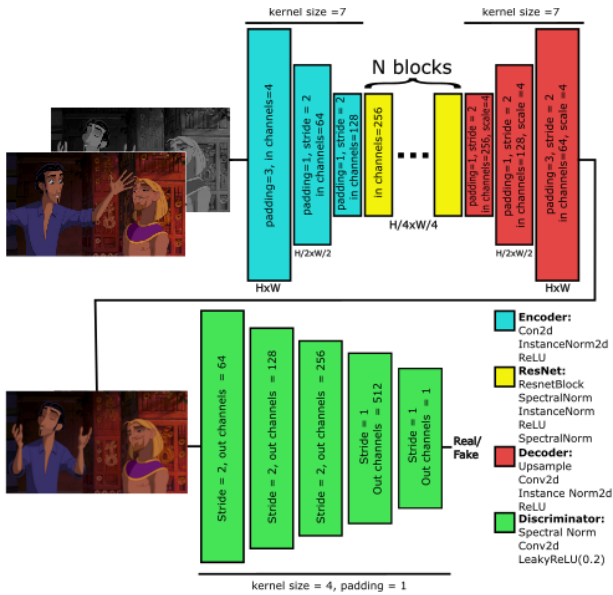 kernel size =7
kernel size =7
N blocks
padding=3, in channels=4
padding=1, stride = 2
in channels=64
padding=1, stride = 2
in channels=128
in channels=256
padding=1, stride = 2
in channels=256, scale=4
padding=1, stride = 2
in channels=128, scale =4
padding=3, stride = 2
in channels=64, scale =4
H/4xW/4
H/2xW/2
H/2xW/2
HxW
HxW
Stride = 2, out channels = 64
Stride = 2, out channels = 128
Stride = 2, out channels = 256
Stride = 1
Out channels = 512
Stride = 1
Out channels = 1
Real/
Fake
kernel size = 4, padding = 1
Encoder:
Con2d
InstanceNorm2d
ReLU
ResNet:
ResnetBlock
SpectralNorm
InstanceNorm
ReLU
SpectralNorm
Decoder:
Upsample
Conv2d
Instance Norm2d
ReLU
Discriminator:
Spectral Norm
Conv2d
LeakyReLU(0.2)